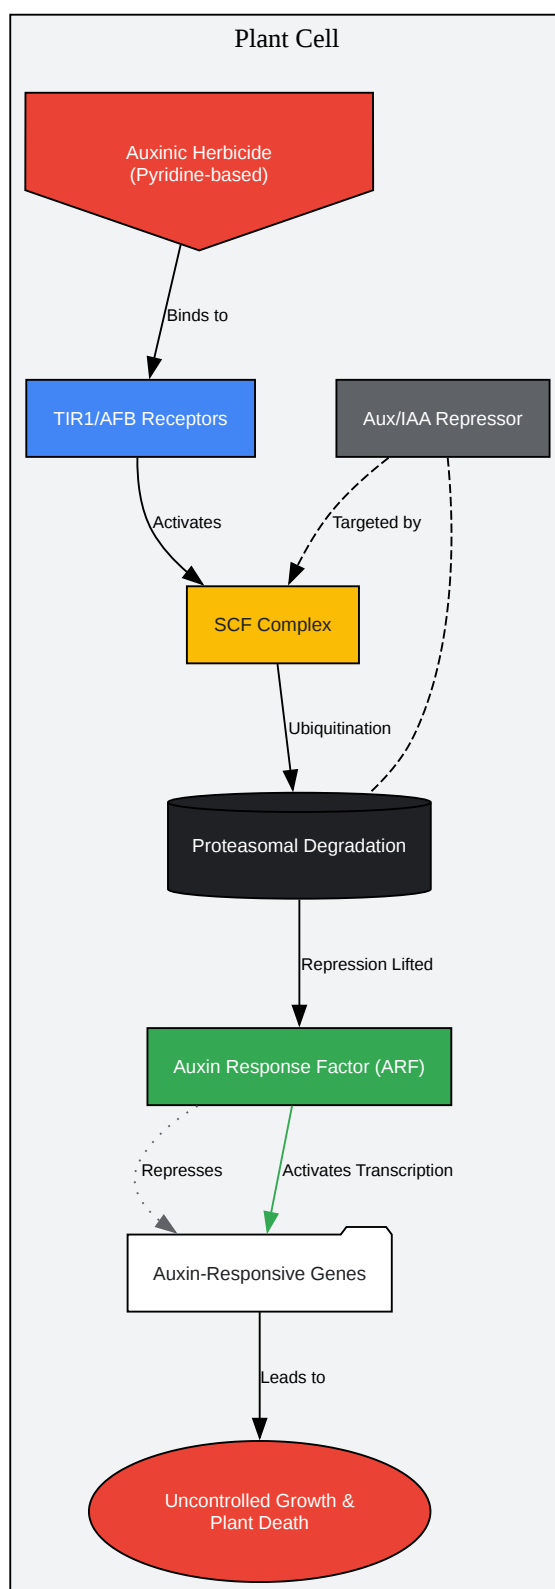 Plant Cell
Auxinic Herbicide
(Pyridine-based)
Binds to
TIR1/AFB Receptors
Aux/IAA Repressor
Activates
Targeted by
SCF Complex
Ubiquitination
Proteasomal Degradation
Repression Lifted
Auxin Response Factor (ARF)
Represses
Activates Transcription
Auxin-Responsive Genes
Leads to
Uncontrolled Growth &
Plant Death